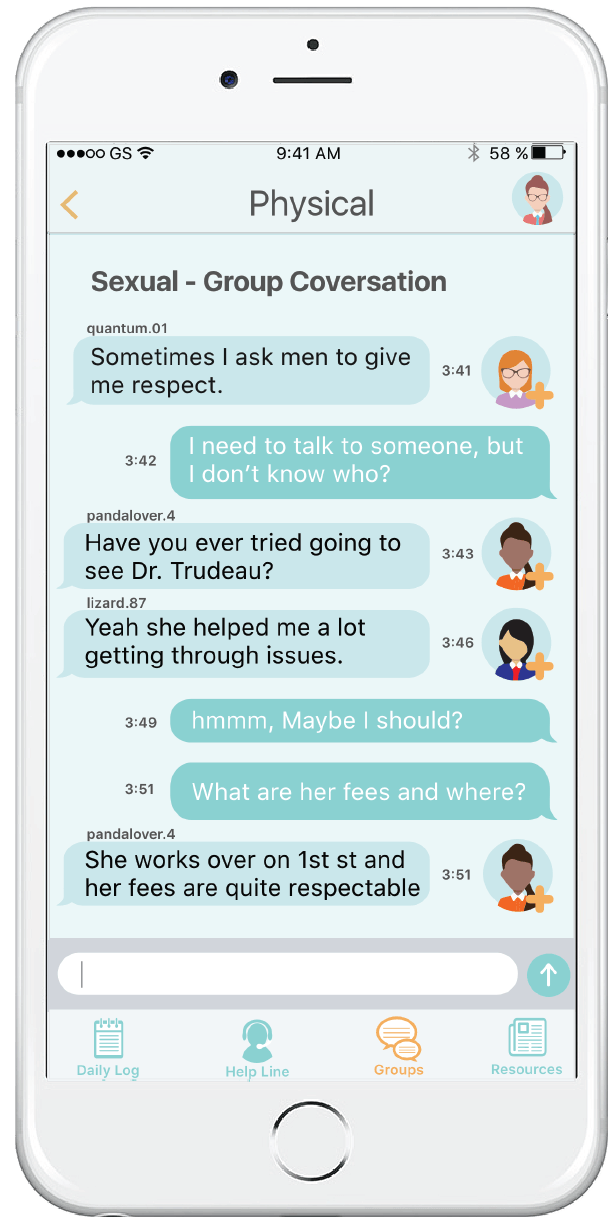 GS 9:41 AM 58 %
Physical
Sexual - Group Coversation
quantum.01
Sometimes I ask men to give
me respect.
3:41
I need to talk to someone, but
I don't know who?
3:42
pandalover.4
Have you ever tried going to
see Dr. Trudeau?
3:43
lizard.87
Yeah she helped me a lot
getting through issues.
3:46
3:49
hmmm, Maybe I should?
3:51
What are her fees and where?
pandalover.4
She works over on 1st st and
her fees are quite respectable
3:51
Daily Log Help Line Groups Resources